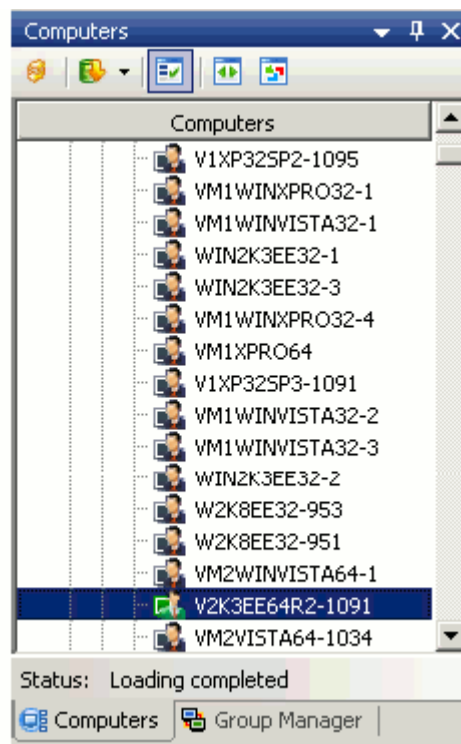 Computers
Computers
V1XP32SP2-1095
VM1WINXPRO32-1
VM1WINVISTA32-1
WIN2K3EE32-1
WIN2K3EE32-3
VM1WINXPRO32-4
VM1XPRO64
V1XP32SP3-1091
VM1WINVISTA32-2
VM1WINVISTA32-3
WIN2K3EE32-2
W2K8EE32-953
W2K8EE32-951
VM2WINVISTA64-1
V2K3EE64R2-1091
VM2VISTA64-1034
Status: Loading completed
Computers Group Manager